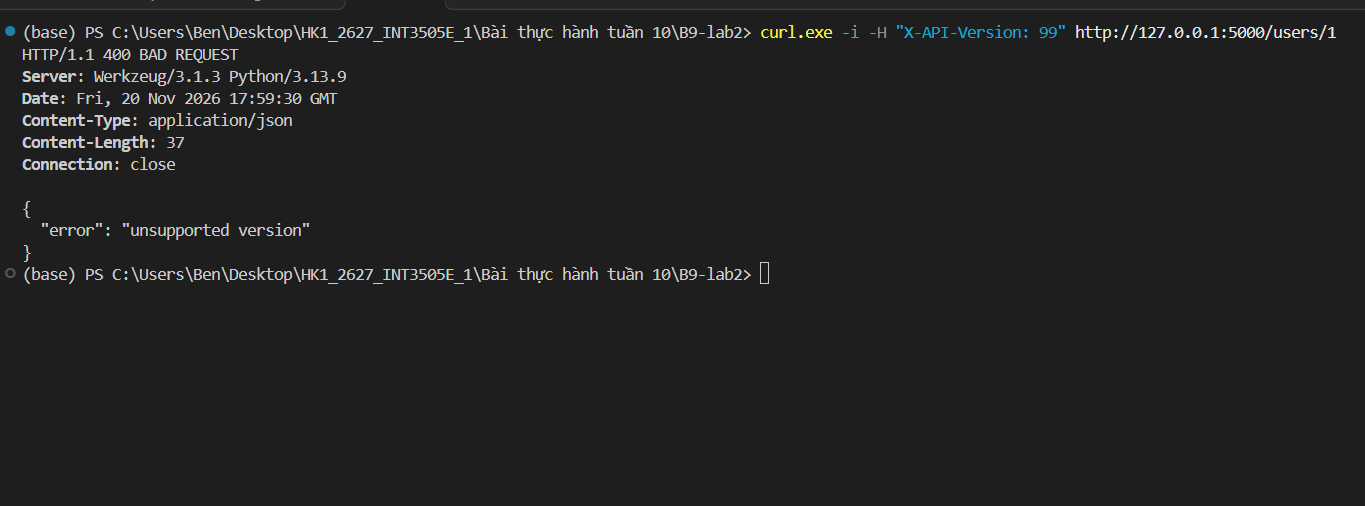 (base) PS C:\Users\Ben\Desktop\HK1_2627_INT3505E_1\Bài thực hành tuần 10\B9-lab2> curl.exe -i -H "X-API-Version: 99" http://127.0.0.1:5000/users/1
HTTP/1.1 400 BAD REQUEST
Server: Werkzeug/3.1.3 Python/3.13.9
Date: Fri, 20 Nov 2026 17:59:30 GMT
Content-Type: application/json
Content-Length: 37
Connection: close

{
  "error": "unsupported version"
}
(base) PS C:\Users\Ben\Desktop\HK1_2627_INT3505E_1\Bài thực hành tuần 10\B9-lab2>